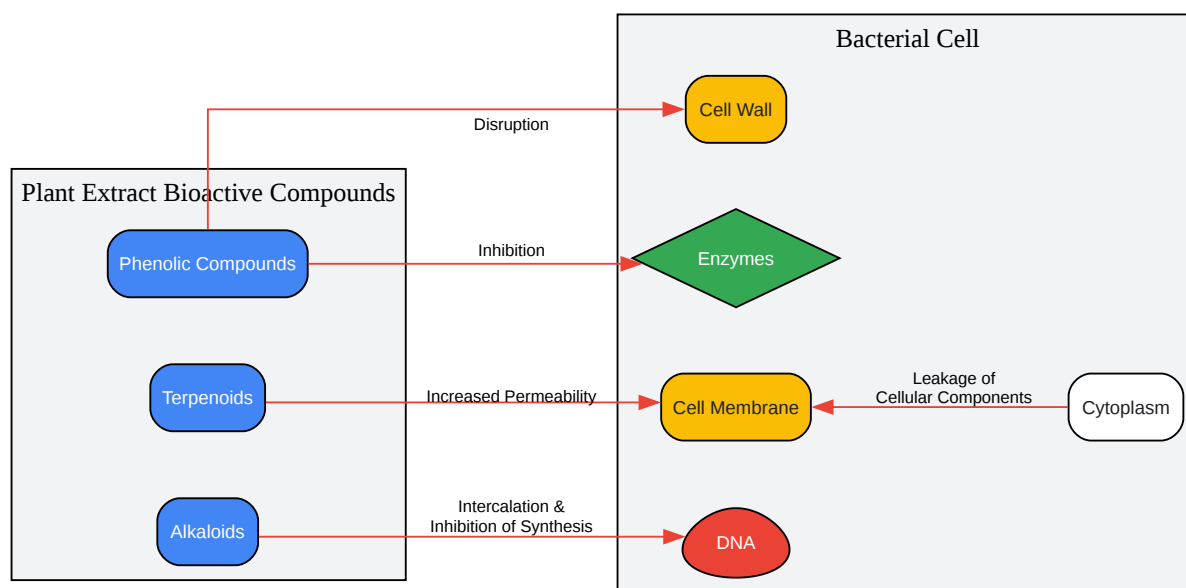 Bacterial Cell
Cell Wall
Disruption
Plant Extract Bioactive Compounds
Phenolic Compounds
Inhibition
Enzymes
Terpenoids
Increased Permeability
Cell Membrane
Leakage of
Cellular Components
Cytoplasm
Alkaloids
Intercalation &
Inhibition of Synthesis
DNA